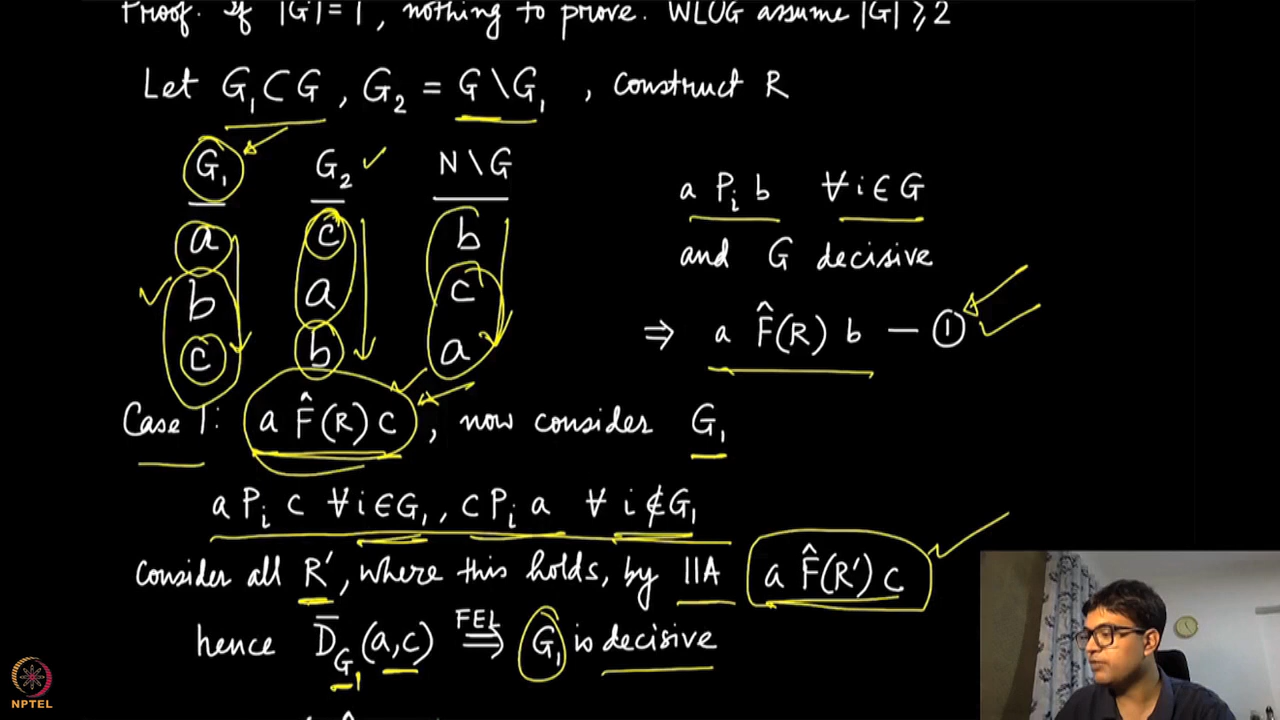 Proof. If |G| = 1, nothing to prove. WLOG assume |G| ≥ 2
Let G₁ ⊂ G, G₂ = G \ G₁, construct R
G₁ G₂ N \ G
a c b
b a c
c b a
a Pᵢ b ∀ i ∈ G
and G decisive
⇒ a F̂(R) b — ①
Case 1: a F̂(R) c, now consider G₁
a Pᵢ c ∀ i ∈ G₁, c Pᵢ a ∀ i ∉ G₁
consider all R', where this holds, by IIA a F̂(R') c
hence D̄_G₁(a,c) FEL ⇒ G₁ is decisive
NPTEL